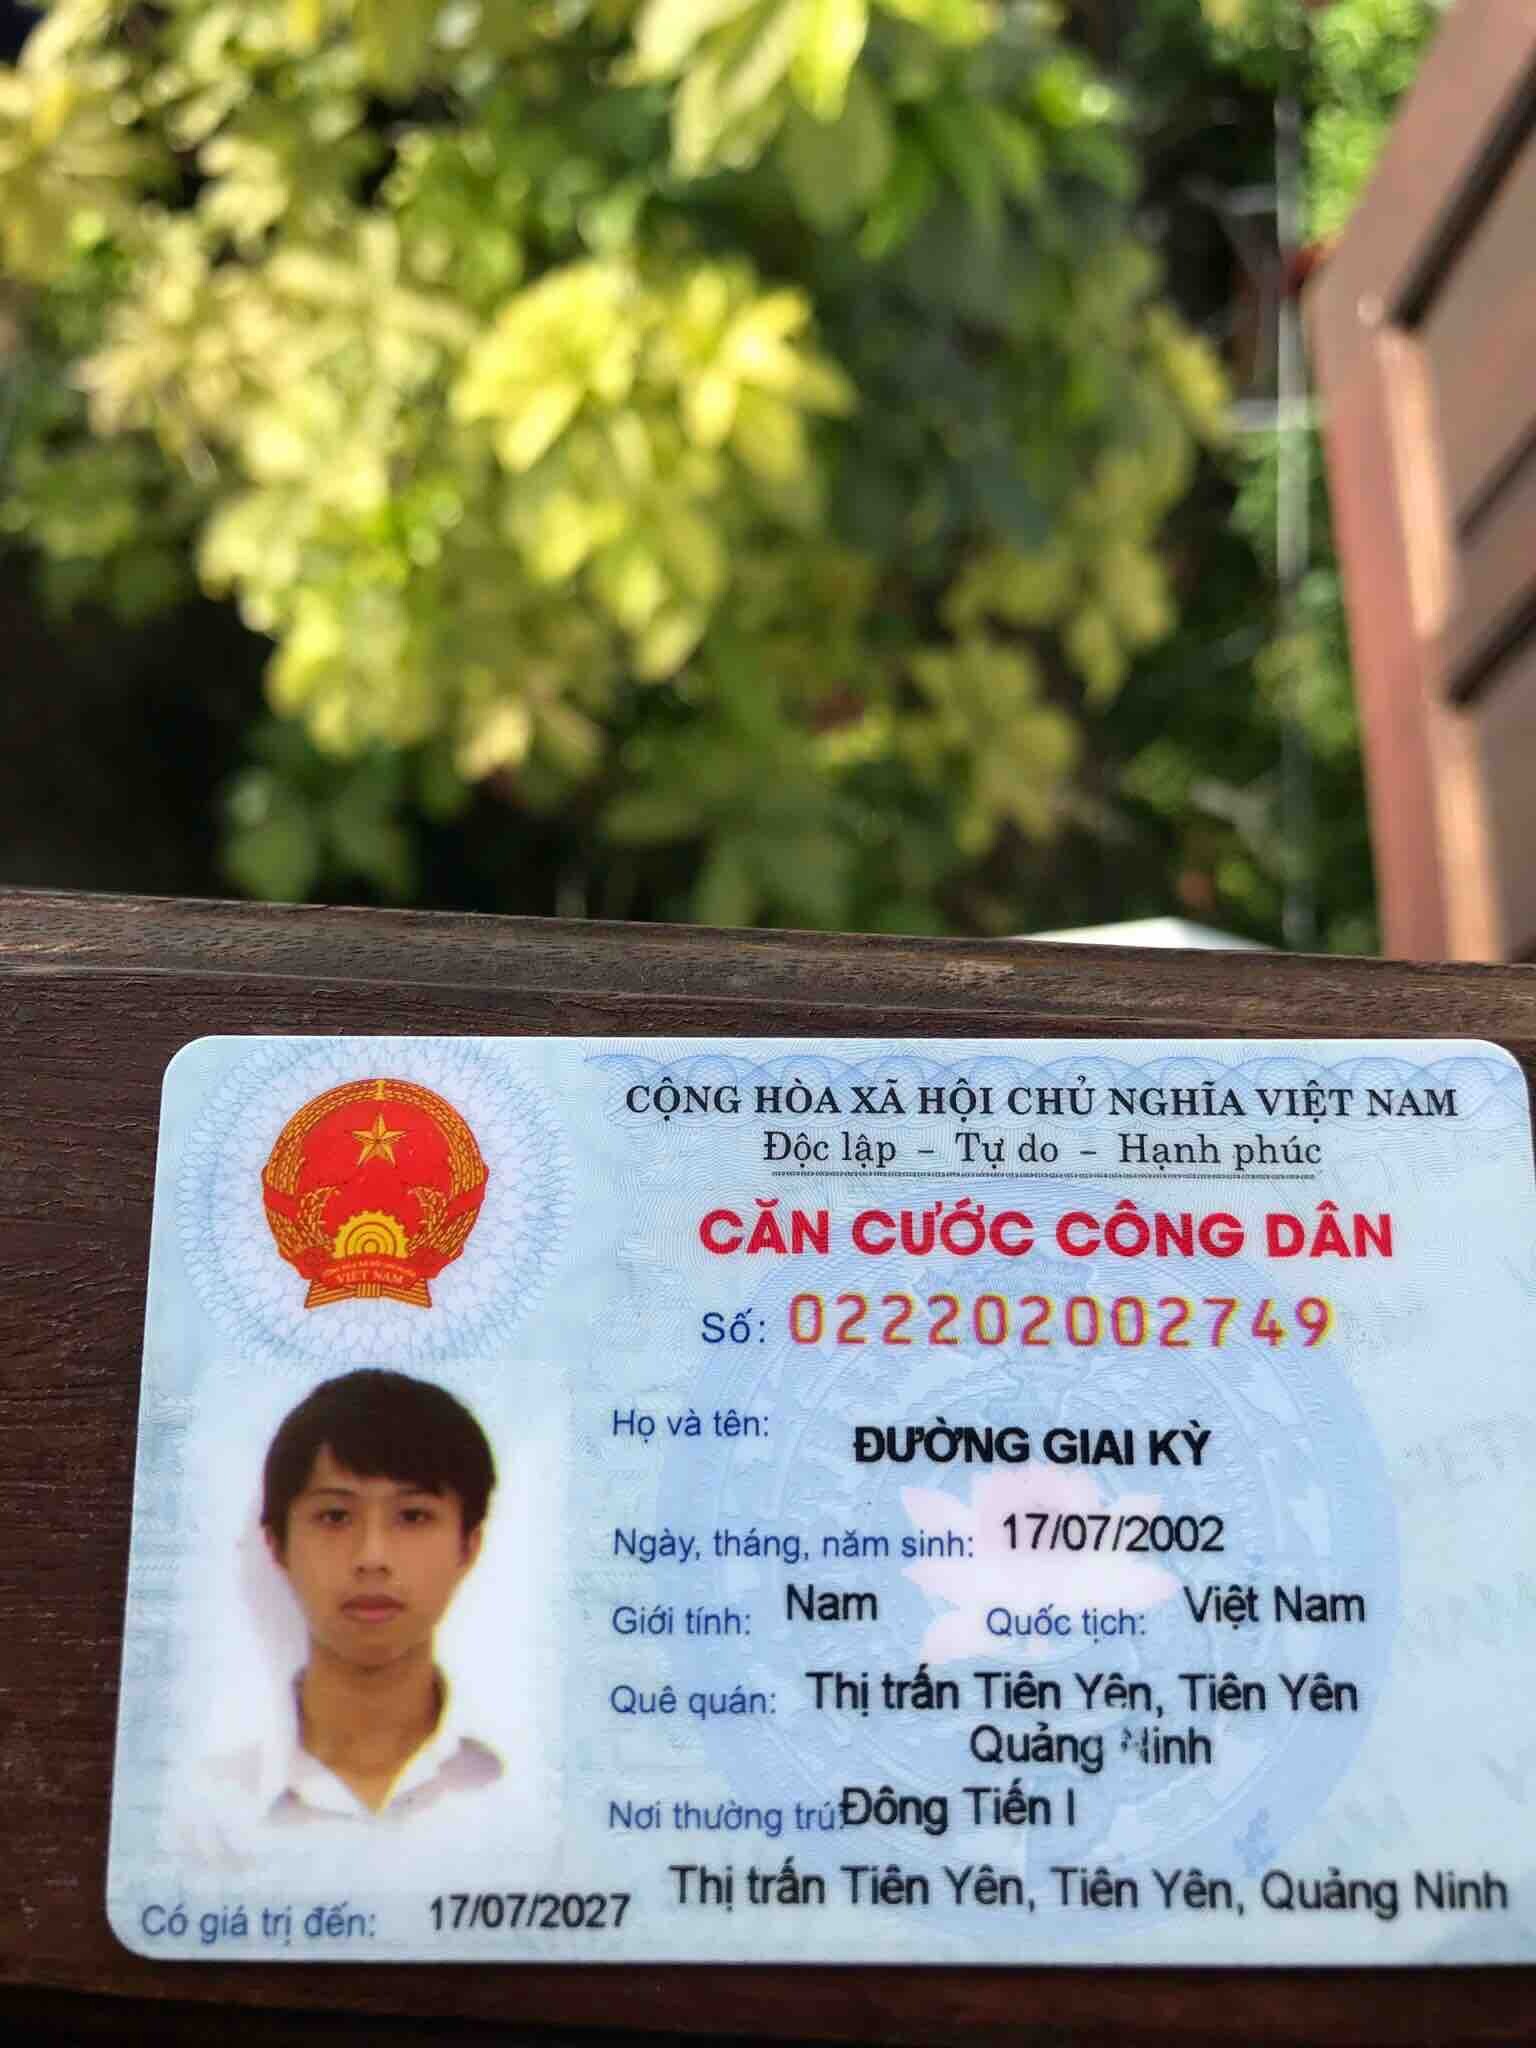 CỘNG HÒA XÃ HỘI CHỦ NGHĨA VIỆT NAM
Độc lập - Tự do - Hạnh phúc
CĂN CƯỚC CÔNG DÂN
Số: 022202002749
Họ và tên: ĐƯỜNG GIAI KỲ
Ngày, tháng, năm sinh: 17/07/2002
Giới tính: Nam Quốc tịch: Việt Nam
Quê quán: Thị trấn Tiên Yên, Tiên Yên
Quảng Ninh
Nơi thường trú: Đông Tiến I
Thị trấn Tiên Yên, Tiên Yên, Quảng Ninh
Có giá trị đến: 17/07/2027
VIỆT NAM